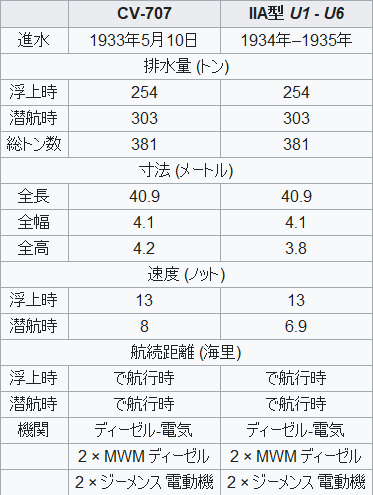 CV-707 IIA型 U1 - U6
進水 1933年5月10日 1934年–1935年
排水量 (トン)
浮上時 254 254
潜航時 303 303
総トン数 381 381
寸法 (メートル)
全長 40.9 40.9
全幅 4.1 4.1
全高 4.2 3.8
速度 (ノット)
浮上時 13 13
潜航時 8 6.9
航続距離 (海里)
浮上時 で航行時 で航行時
潜航時 で航行時 で航行時
機関 ディーゼル-電気 ディーゼル-電気
2 × MWM ディーゼル 2 × MWM ディーゼル
2 × ジーメンス 電動機 2 × ジーメンス 電動機